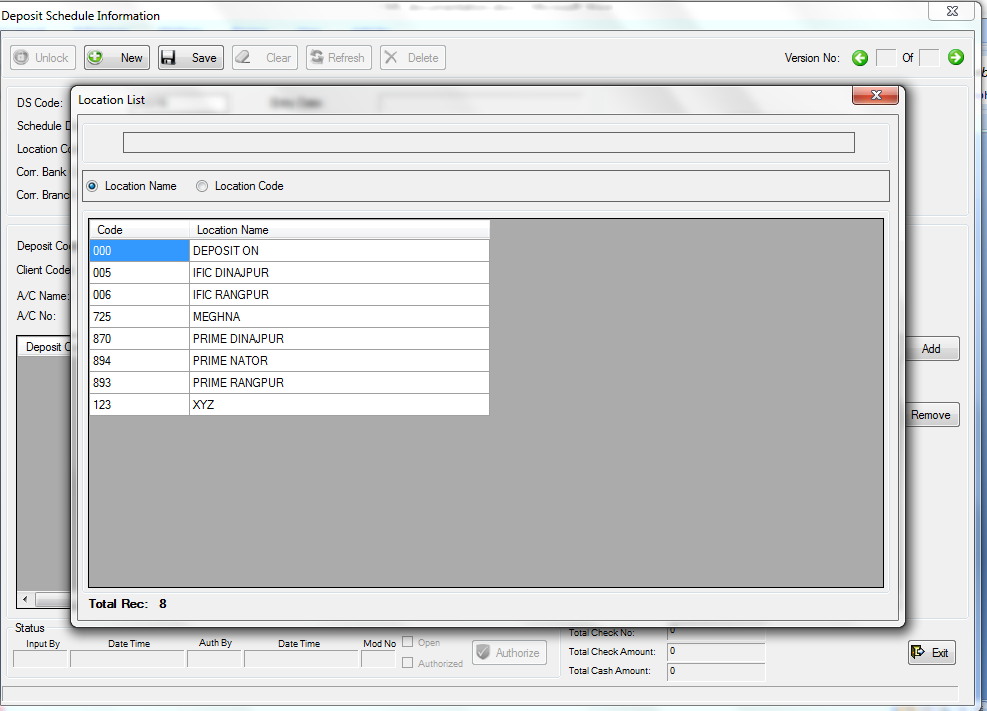 Deposit Schedule Information
Unlock New Save Clear Refresh Delete Version No: Of
DS Code:
Schedule D
Location Co
Corr. Bank
Corr. Branc
Deposit Co
Client Code
A/C Name:
A/C No:
Deposit C
Location List
Location Name Location Code
Code Location Name
000 DEPOSIT ON
005 IFIC DINAJPUR
006 IFIC RANGPUR
725 MEGHNA
870 PRIME DINAJPUR
894 PRIME NATOR
893 PRIME RANGPUR
123 XYZ
Total Rec: 8
Add
Remove
Status
Input By Date Time Auth By Date Time Mod No Open
Authorized
Authorize
Total Check No: 0
Total Check Amount: 0
Total Cash Amount: 0
Exit